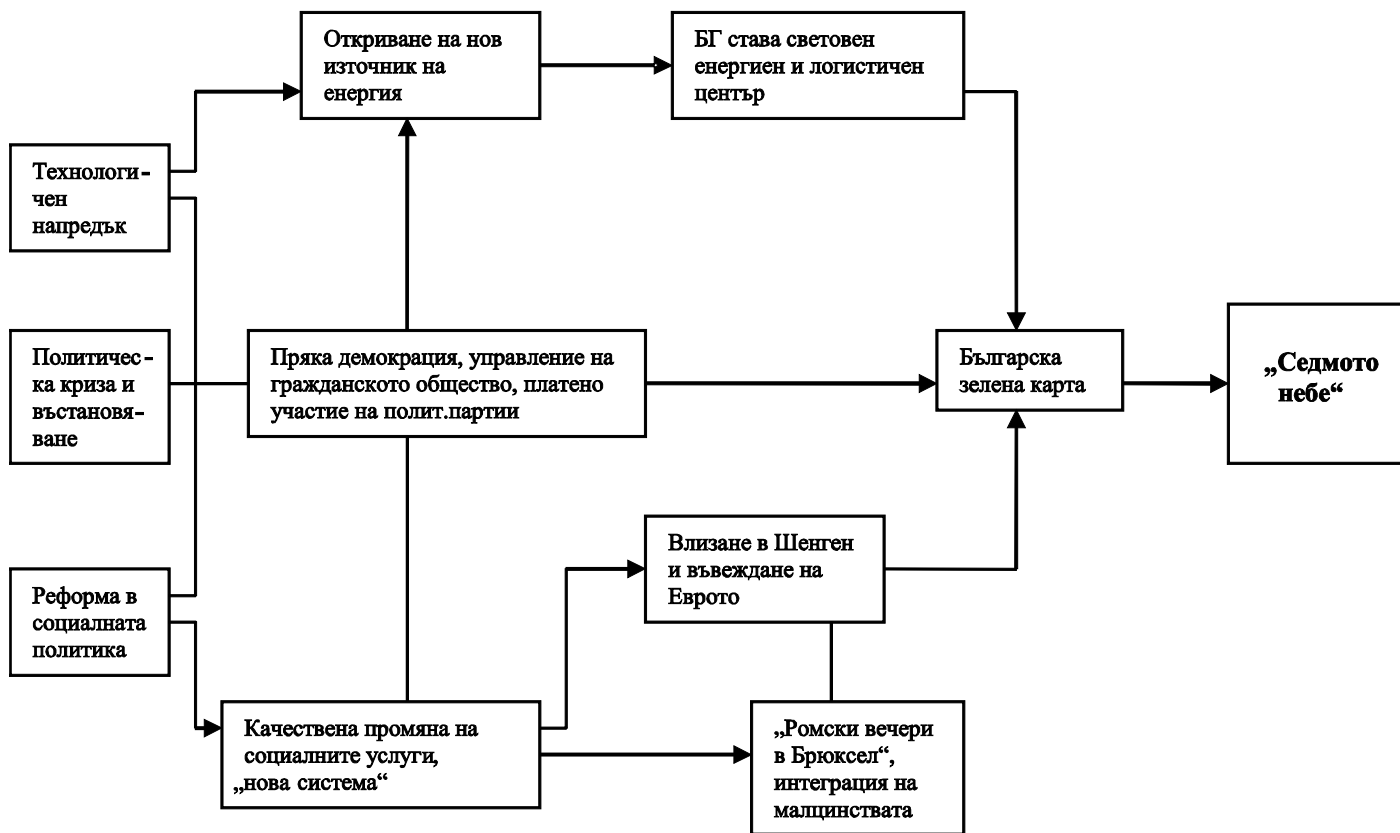 Откриване на нов
източник на
енергия
БГ става световен
енергиен и логистичен
център
Технологи-
чен
напредък
Политичес-
ка криза и
въстановя-
ване
Пряка демокрация, управление на
гражданското общество, платено
участие на полит.партии
Българска
зелена карта
„Седмото
небе“
Влизане в Шенген
и въвеждане на
Еврото
Реформа в
социалната
политика
Качествена промяна на
социалните услуги,
„нова система“
„Ромски вечери
в Брюксел“,
интеграция на
малцинствата